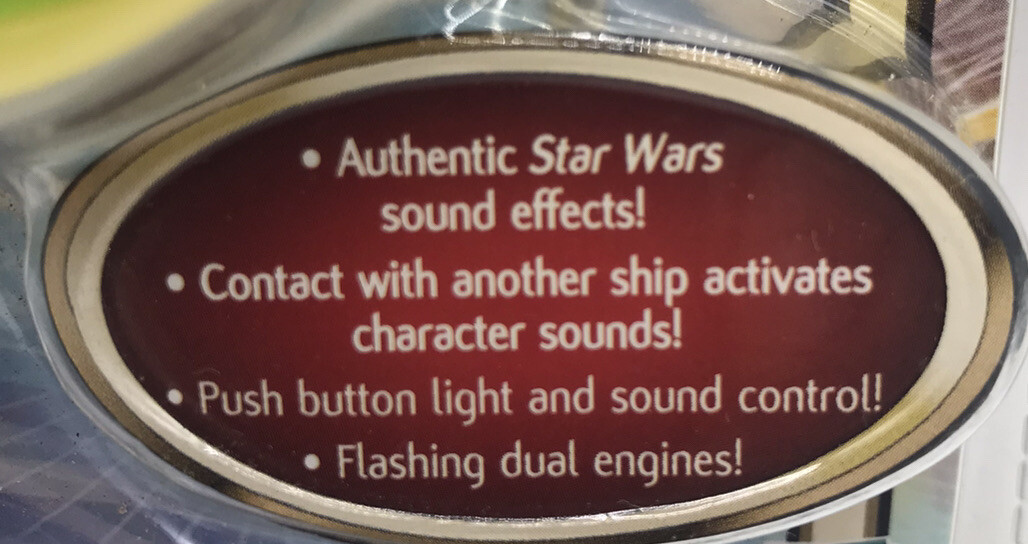 • Authentic Star Wars
sound effects!
• Contact with another ship activates
character sounds!
• Push button light and sound control!
• Flashing dual engines!